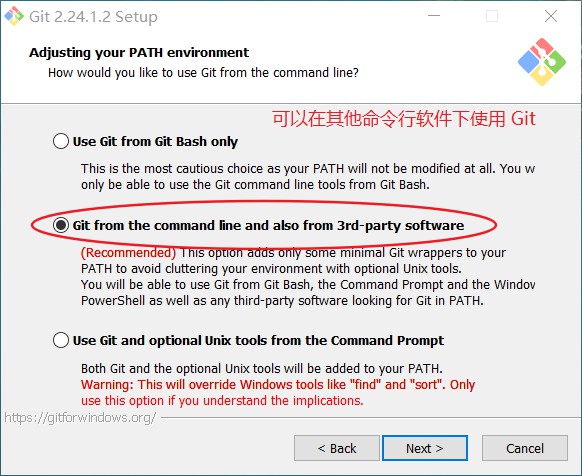 Git 2.24.1.2 Setup
Adjusting your PATH environment
How would you like to use Git from the command line?
可以在其他命令行软件下使用 Git
Use Git from Git Bash only
This is the most cautious choice as your PATH will not be modified at all. You w
only be able to use the Git command line tools from Git Bash.
Git from the command line and also from 3rd-party software
(Recommended) This option adds only some minimal Git wrappers to your
PATH to avoid cluttering your environment with optional Unix tools.
You will be able to use Git from Git Bash, the Command Prompt and the Window
PowerShell as well as any third-party software looking for Git in PATH.
Use Git and optional Unix tools from the Command Prompt
Both Git and the optional Unix tools will be added to your PATH.
Warning: This will override Windows tools like "find" and "sort". Only
use this option if you understand the implications.
https://gitforwindows.org/
< Back Next > Cancel